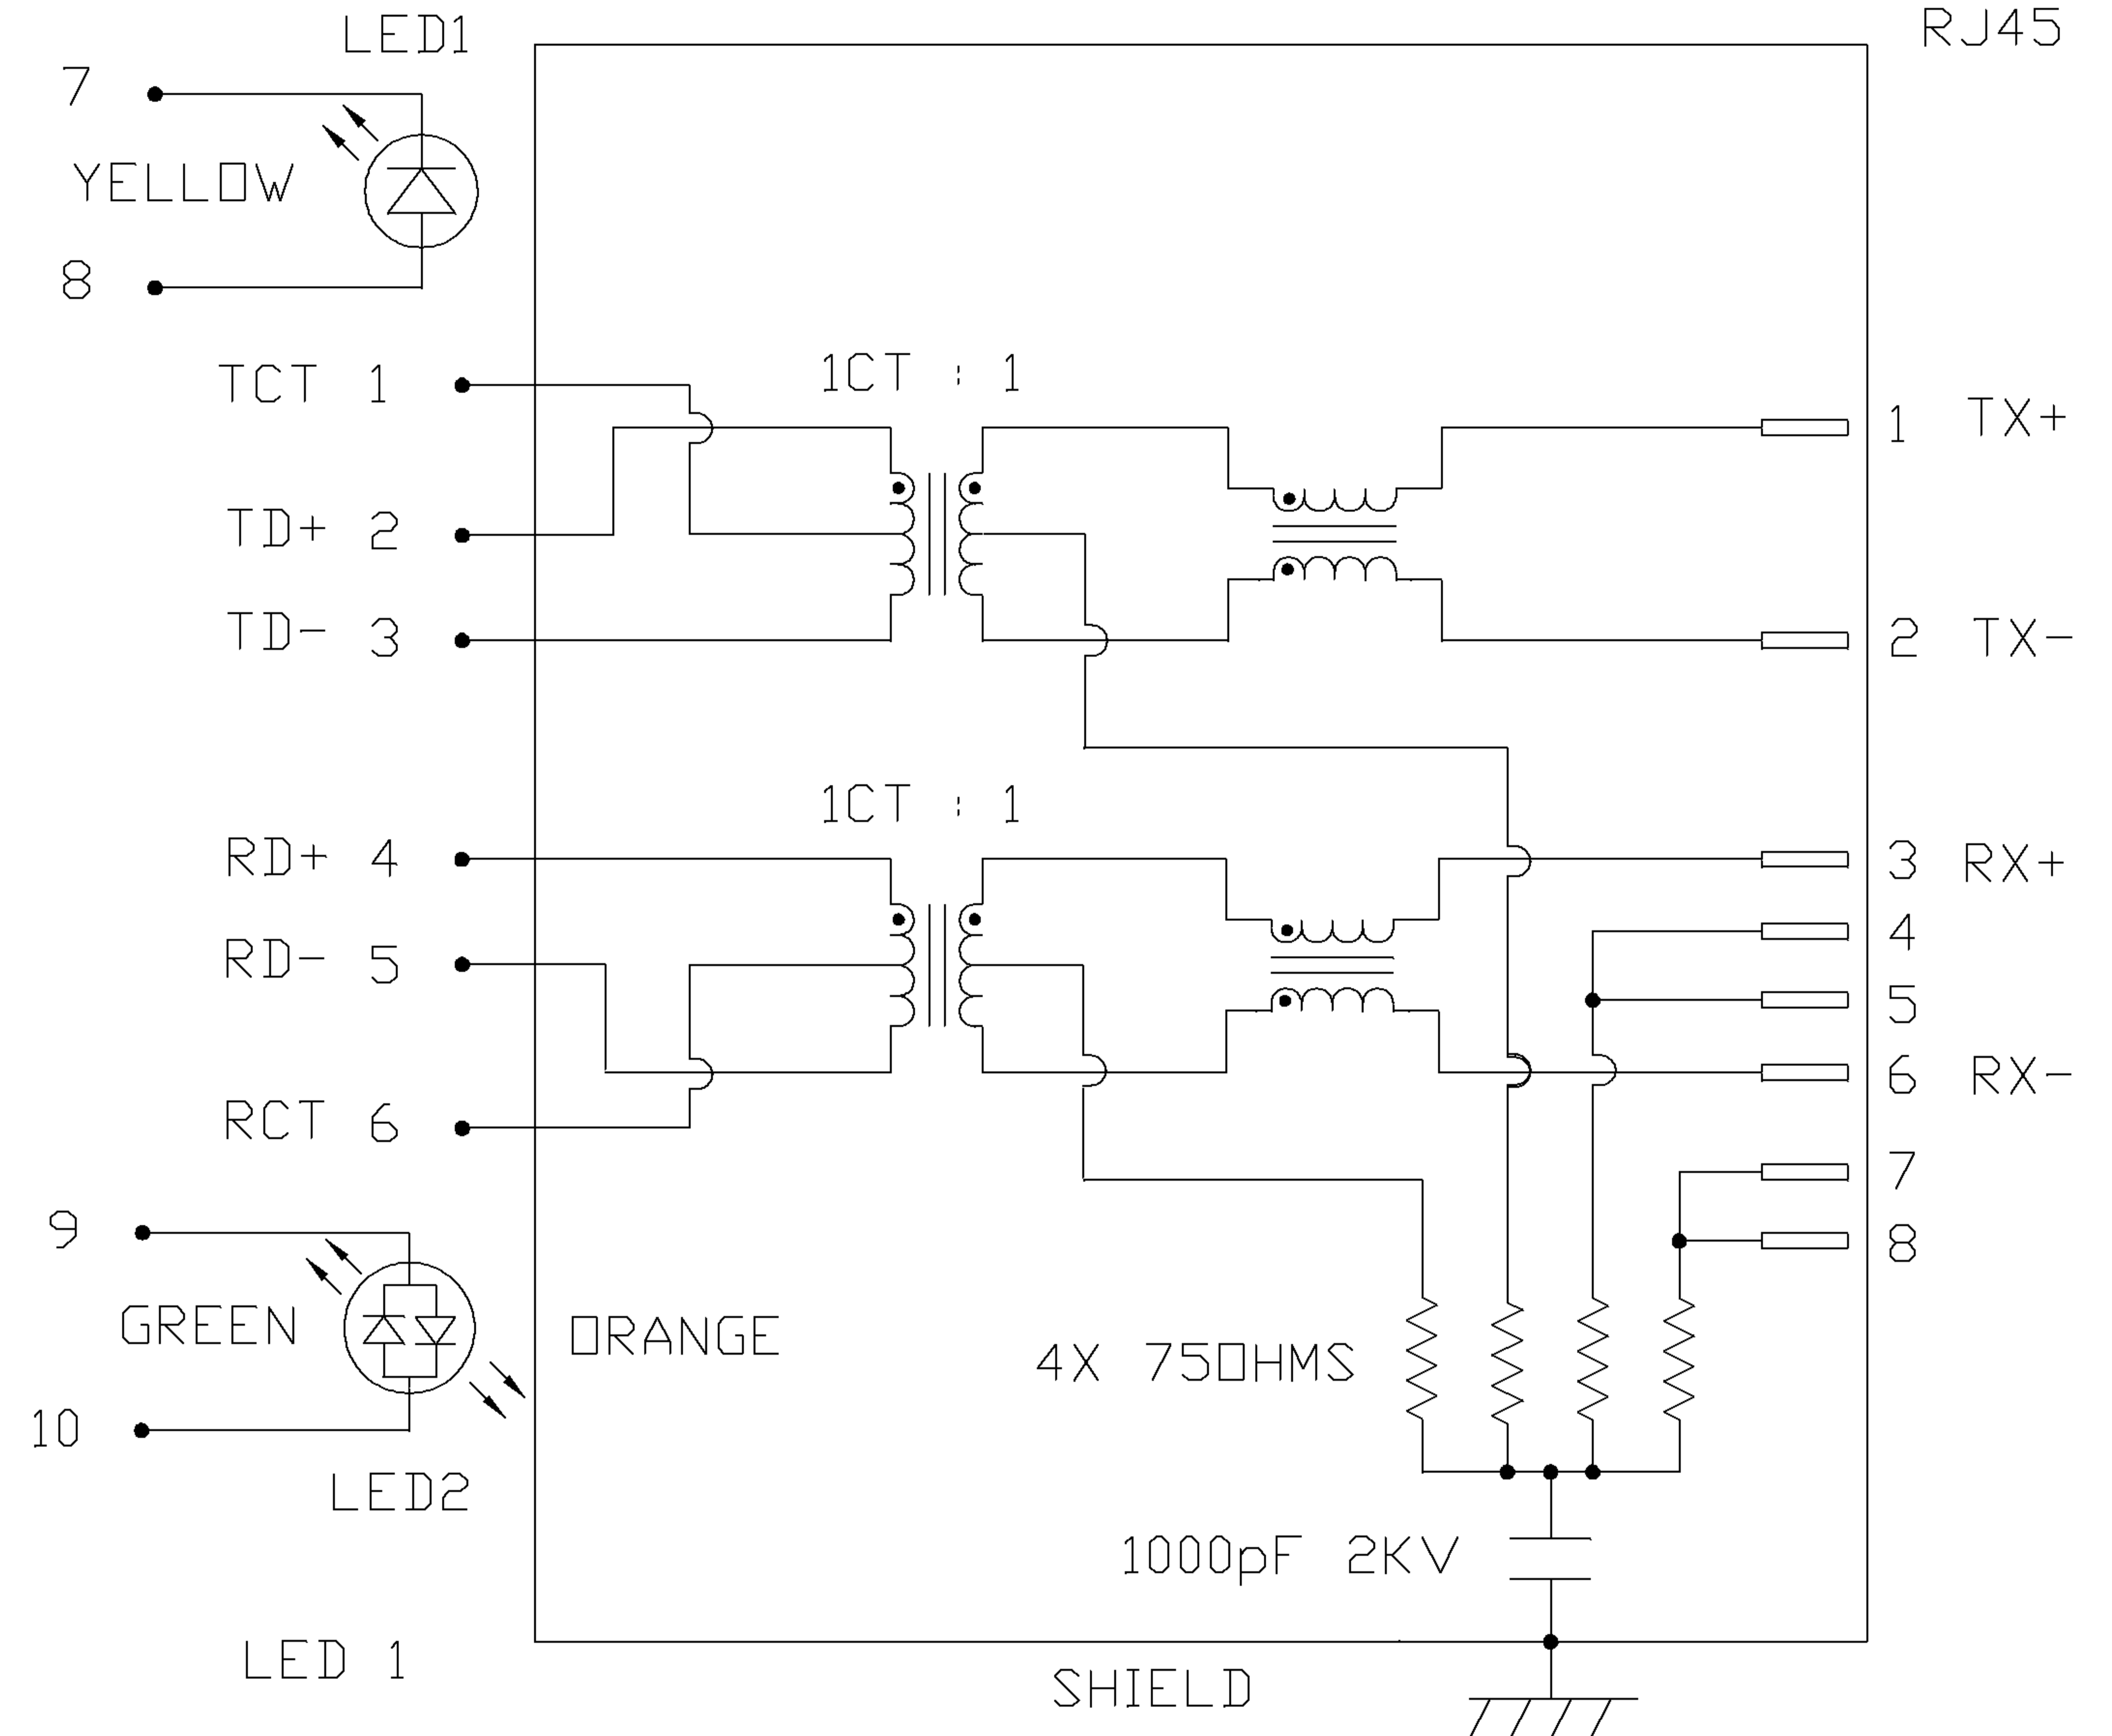 LED1
RJ45
7
YELLOW
8
TCT 1
1CT : 1
1 TX+
TD+ 2
TD- 3
2 TX-
1CT : 1
RD+ 4
3 RX+
4
RD- 5
5
6 RX-
RCT 6
7
9
8
GREEN
ORANGE
4X 75OHMS
10
LED2
1000pF 2KV
LED 1
SHIELD